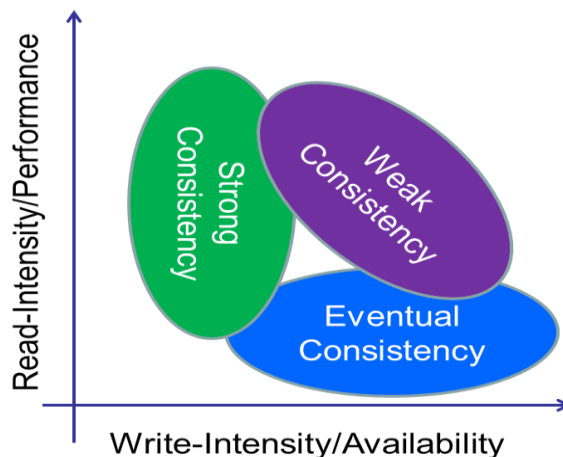 Read-Intensity/Performance
Strong
Consistency
Weak
Consistency
Eventual
Consistency
Write-Intensity/Availability